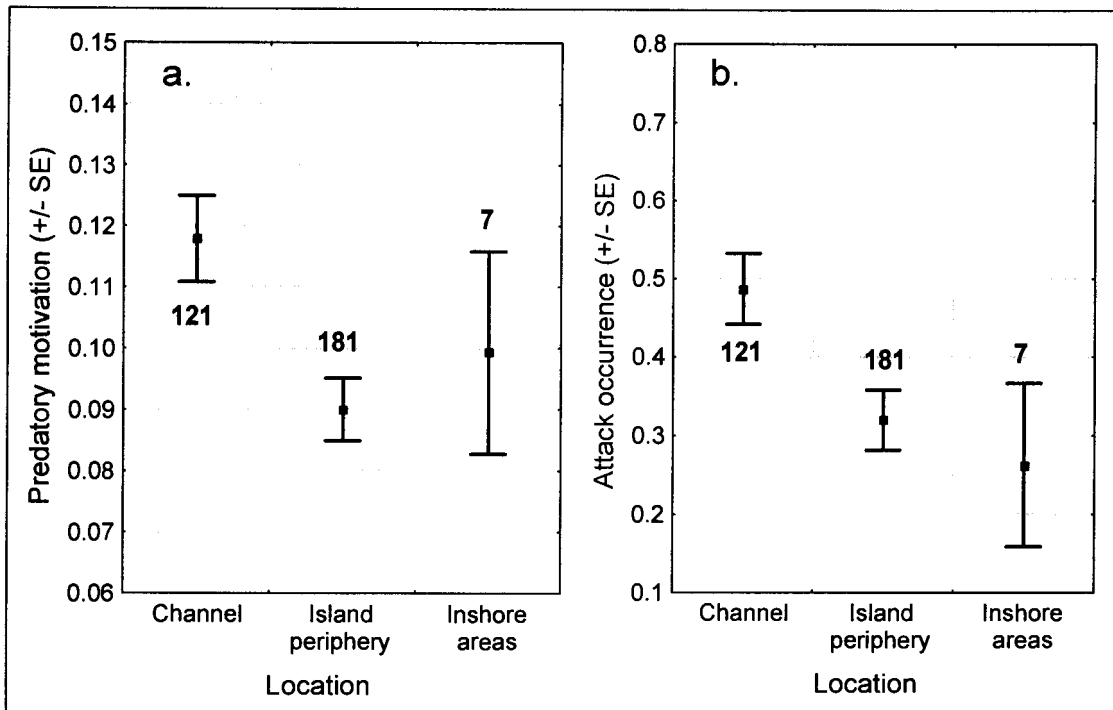 a.
Predatory motivation (+/- SE)
0.15
0.14
0.13
0.12
0.11
0.10
0.09
0.08
0.07
0.06
121
181
7
Channel
Island
periphery
Inshore
areas
Location
b.
Attack occurrence (+/- SE)
0.8
0.7
0.6
0.5
0.4
0.3
0.2
0.1
121
181
7
Channel
Island
periphery
Inshore
areas
Location